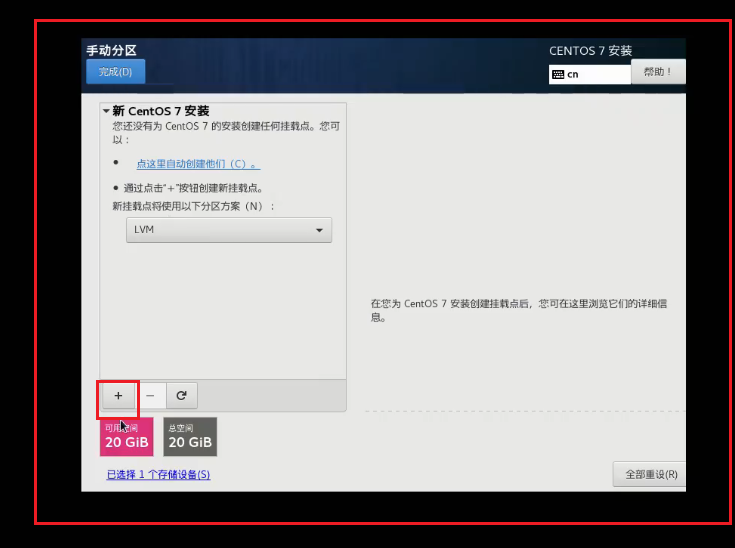 手动分区
CENTOS 7 安装
完成(D)
cn
帮助！
新 CentOS 7 安装
您还没有为 CentOS 7 的安装创建任何挂载点。您可
以：
点这里自动创建他们（C）。
通过点击"+"按钮创建新挂载点。
新挂载点将使用以下分区方案（N）：
LVM
在您为 CentOS 7 安装创建挂载点后，您可在这里浏览它们的详细信
息。
+ − 
可用空间
20 GiB
总空间
20 GiB
已选择 1 个存储设备(S)
全部重设(R)